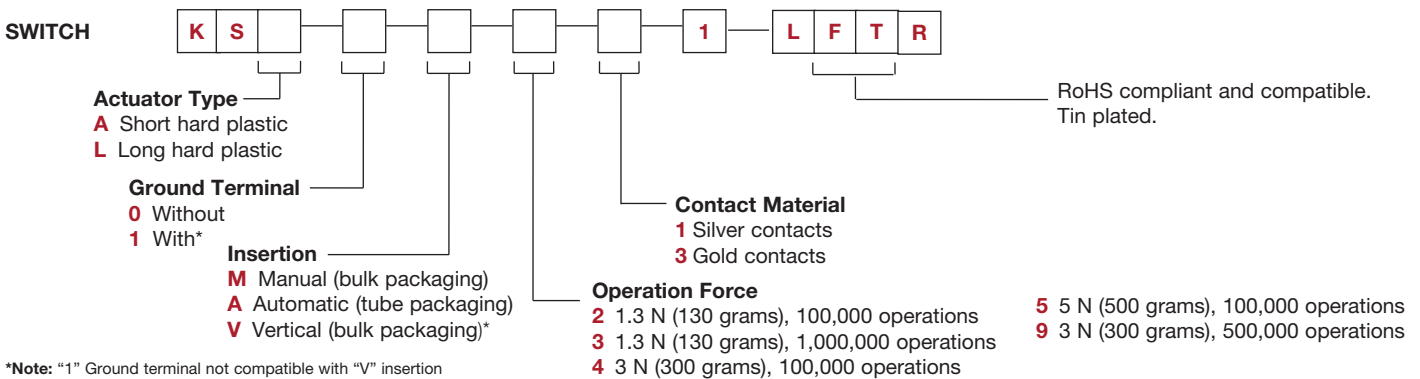 SWITCH K S 1 L F T R
RoHS compliant and compatible.
Tin plated.
Actuator Type
A Short hard plastic
L Long hard plastic
Ground Terminal
0 Without
1 With*
Insertion
M Manual (bulk packaging)
A Automatic (tube packaging)
V Vertical (bulk packaging)*
Contact Material
1 Silver contacts
3 Gold contacts
Operation Force
2 1.3 N (130 grams), 100,000 operations
3 1.3 N (130 grams), 1,000,000 operations
4 3 N (300 grams), 100,000 operations
5 5 N (500 grams), 100,000 operations
9 3 N (300 grams), 500,000 operations
*Note: “1” Ground terminal not compatible with “V” insertion